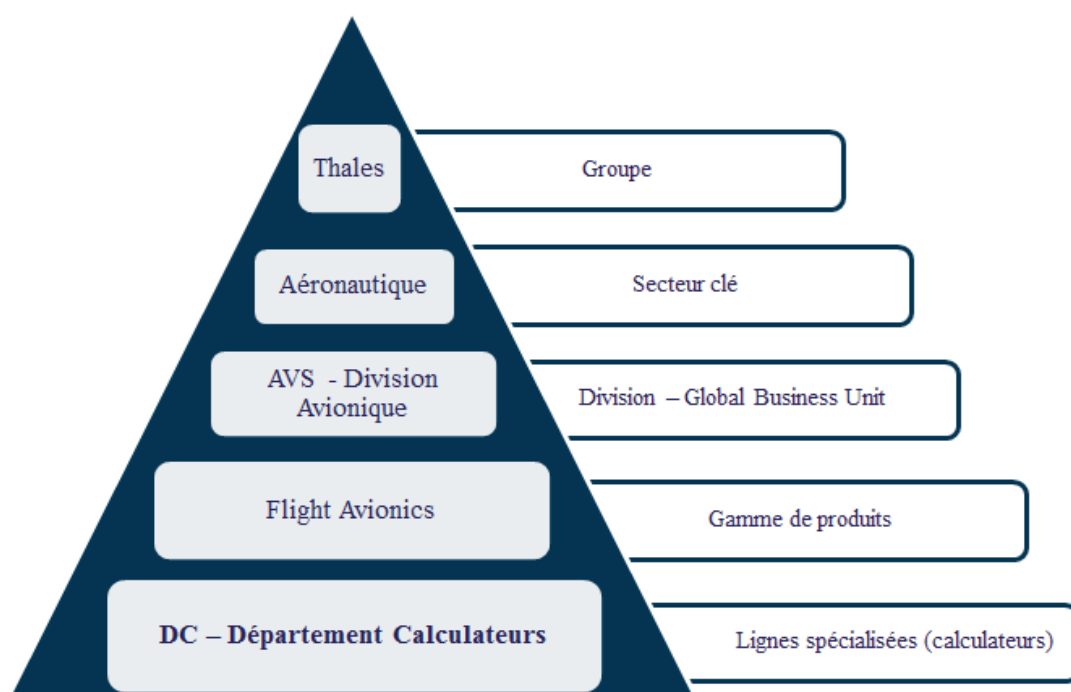 Thales
Groupe
Aéronautique
Secteur clé
AVS - Division
Avionique
Division – Global Business Unit
Flight Avionics
Gamme de produits
DC – Département Calculateurs
Lignes spécialisées (calculateurs)